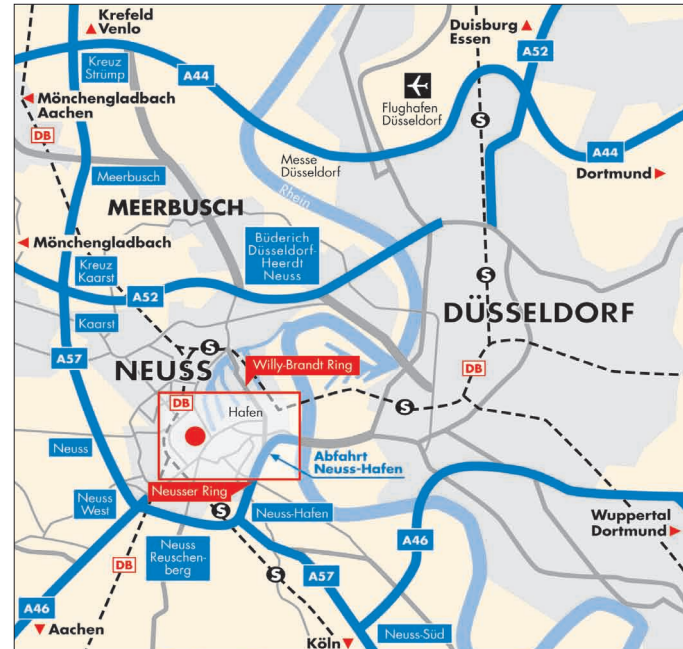 Krefeld
Venlo
Duisburg
Essen
A52
Kreuz
Strümp
A44
Flughafen
Düsseldorf
Mönchengladbach
Aachen
DB
S
A44
Messe
Düsseldorf
Dortmund
Meerbusch
Rhein
MEERBUSCH
Mönchengladbach
Büderich
Düsseldorf-
Heerdt
Neuss
Kreuz
Kaarst
S
A52
DÜSSELDORF
Kaarst
S
A57
NEUSS
Willy-Brandt Ring
DB
DB
Hafen
S
Neuss
Abfahrt
Neuss-Hafen
Neusser Ring
Neuss
West
S
Neuss-Hafen
Wuppertal
Dortmund
A46
Neuss
Reuschen-
berg
DB
S
A57
A46
Aachen
Köln
Neuss-Süd